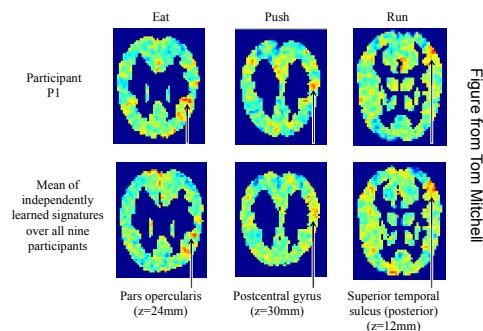 Eat Push Run
Participant
P1
Mean of
independently
learned signatures
over all nine
participants
Pars opercularis
(z=24mm)
Postcentral gyrus
(z=30mm)
Superior temporal
sulcus (posterior)
(z=12mm)
Figure from Tom Mitchell